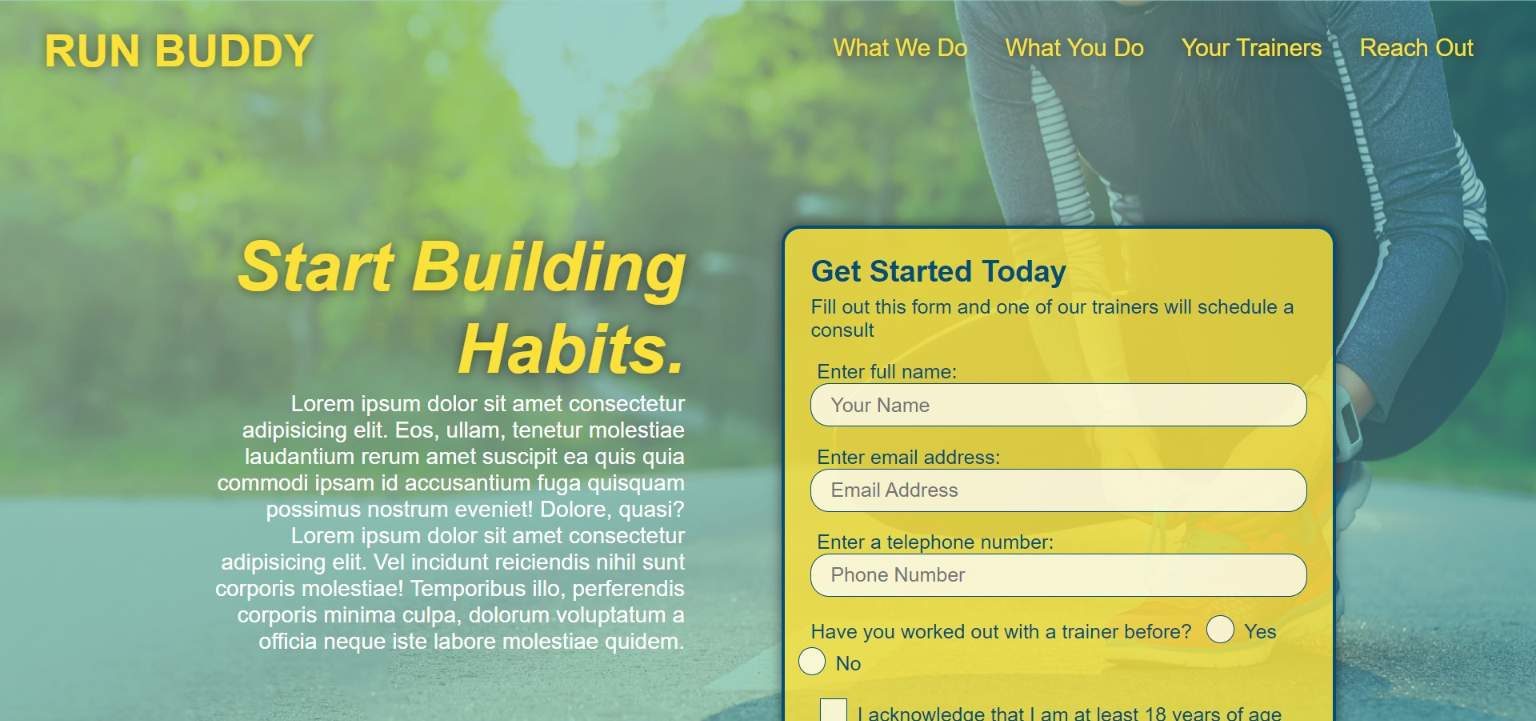 RUN BUDDY
What We Do
What You Do
Your Trainers
Reach Out
Start Building
Habits.
Lorem ipsum dolor sit amet consectetur
adipisicing elit. Eos, ullam, tenetur molestiae
laudantium rerum amet suscipit ea quis quia
commodi ipsam id accusantium fuga quisquam
possimus nostrum eveniet! Dolore, quasi?
Lorem ipsum dolor sit amet consectetur
adipisicing elit. Vel incidunt reiciendis nihil sunt
corporis molestiae! Temporibus illo, perferendis
corporis minima culpa, dolorum voluptatum a
officia neque iste labore molestiae quidem.
Get Started Today
Fill out this form and one of our trainers will schedule a
consult
Enter full name:
Your Name
Enter email address:
Email Address
Enter a telephone number:
Phone Number
Have you worked out with a trainer before? Yes
No
I acknowledge that I am at least 18 years of age